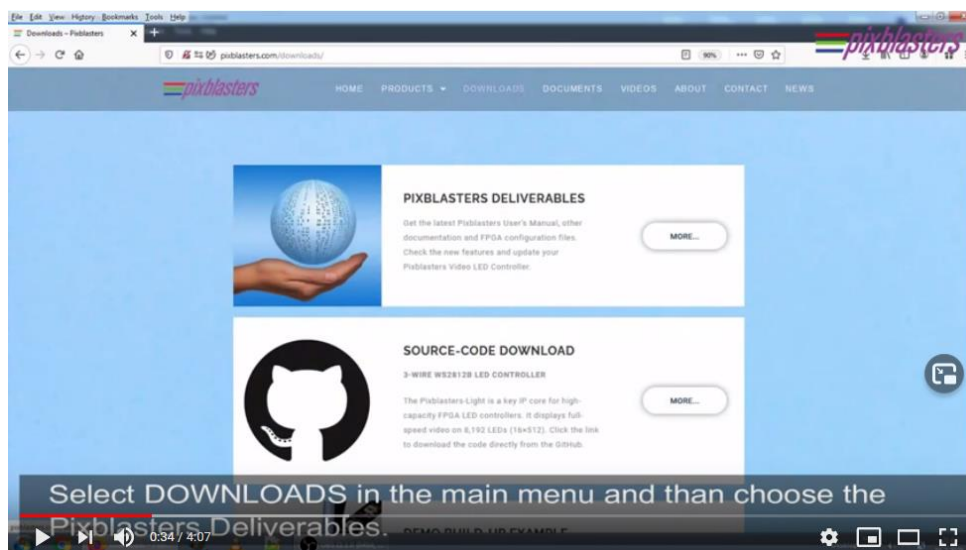 File Edit View History Bookmarks Tools Help
Downloads – Pixblasters
pixblasters.com/downloads/
90%
pixblasters
pixblasters
HOME PRODUCTS DOWNLOADS DOCUMENTS VIDEOS ABOUT CONTACT NEWS
PIXBLASTERS DELIVERABLES
Get the latest Pixblasters User's Manual, other
documentation and FPGA configuration files.
Check the new features and update your
Pixblasters Video LED Controller.
MORE...
SOURCE-CODE DOWNLOAD
3-WIRE WS2812B LED CONTROLLER
The Pixblasters-Light is a key IP core for high-
capacity FPGA LED controllers. It displays full-
speed video on 8,192 LEDs (16×512). Click the link
to download the code directly from the GitHub.
MORE...
Select DOWNLOADS in the main menu and than choose the
Pixblasters Deliverables.
DEMO BUILD-UP EXAMPLE
0:34 / 4:07